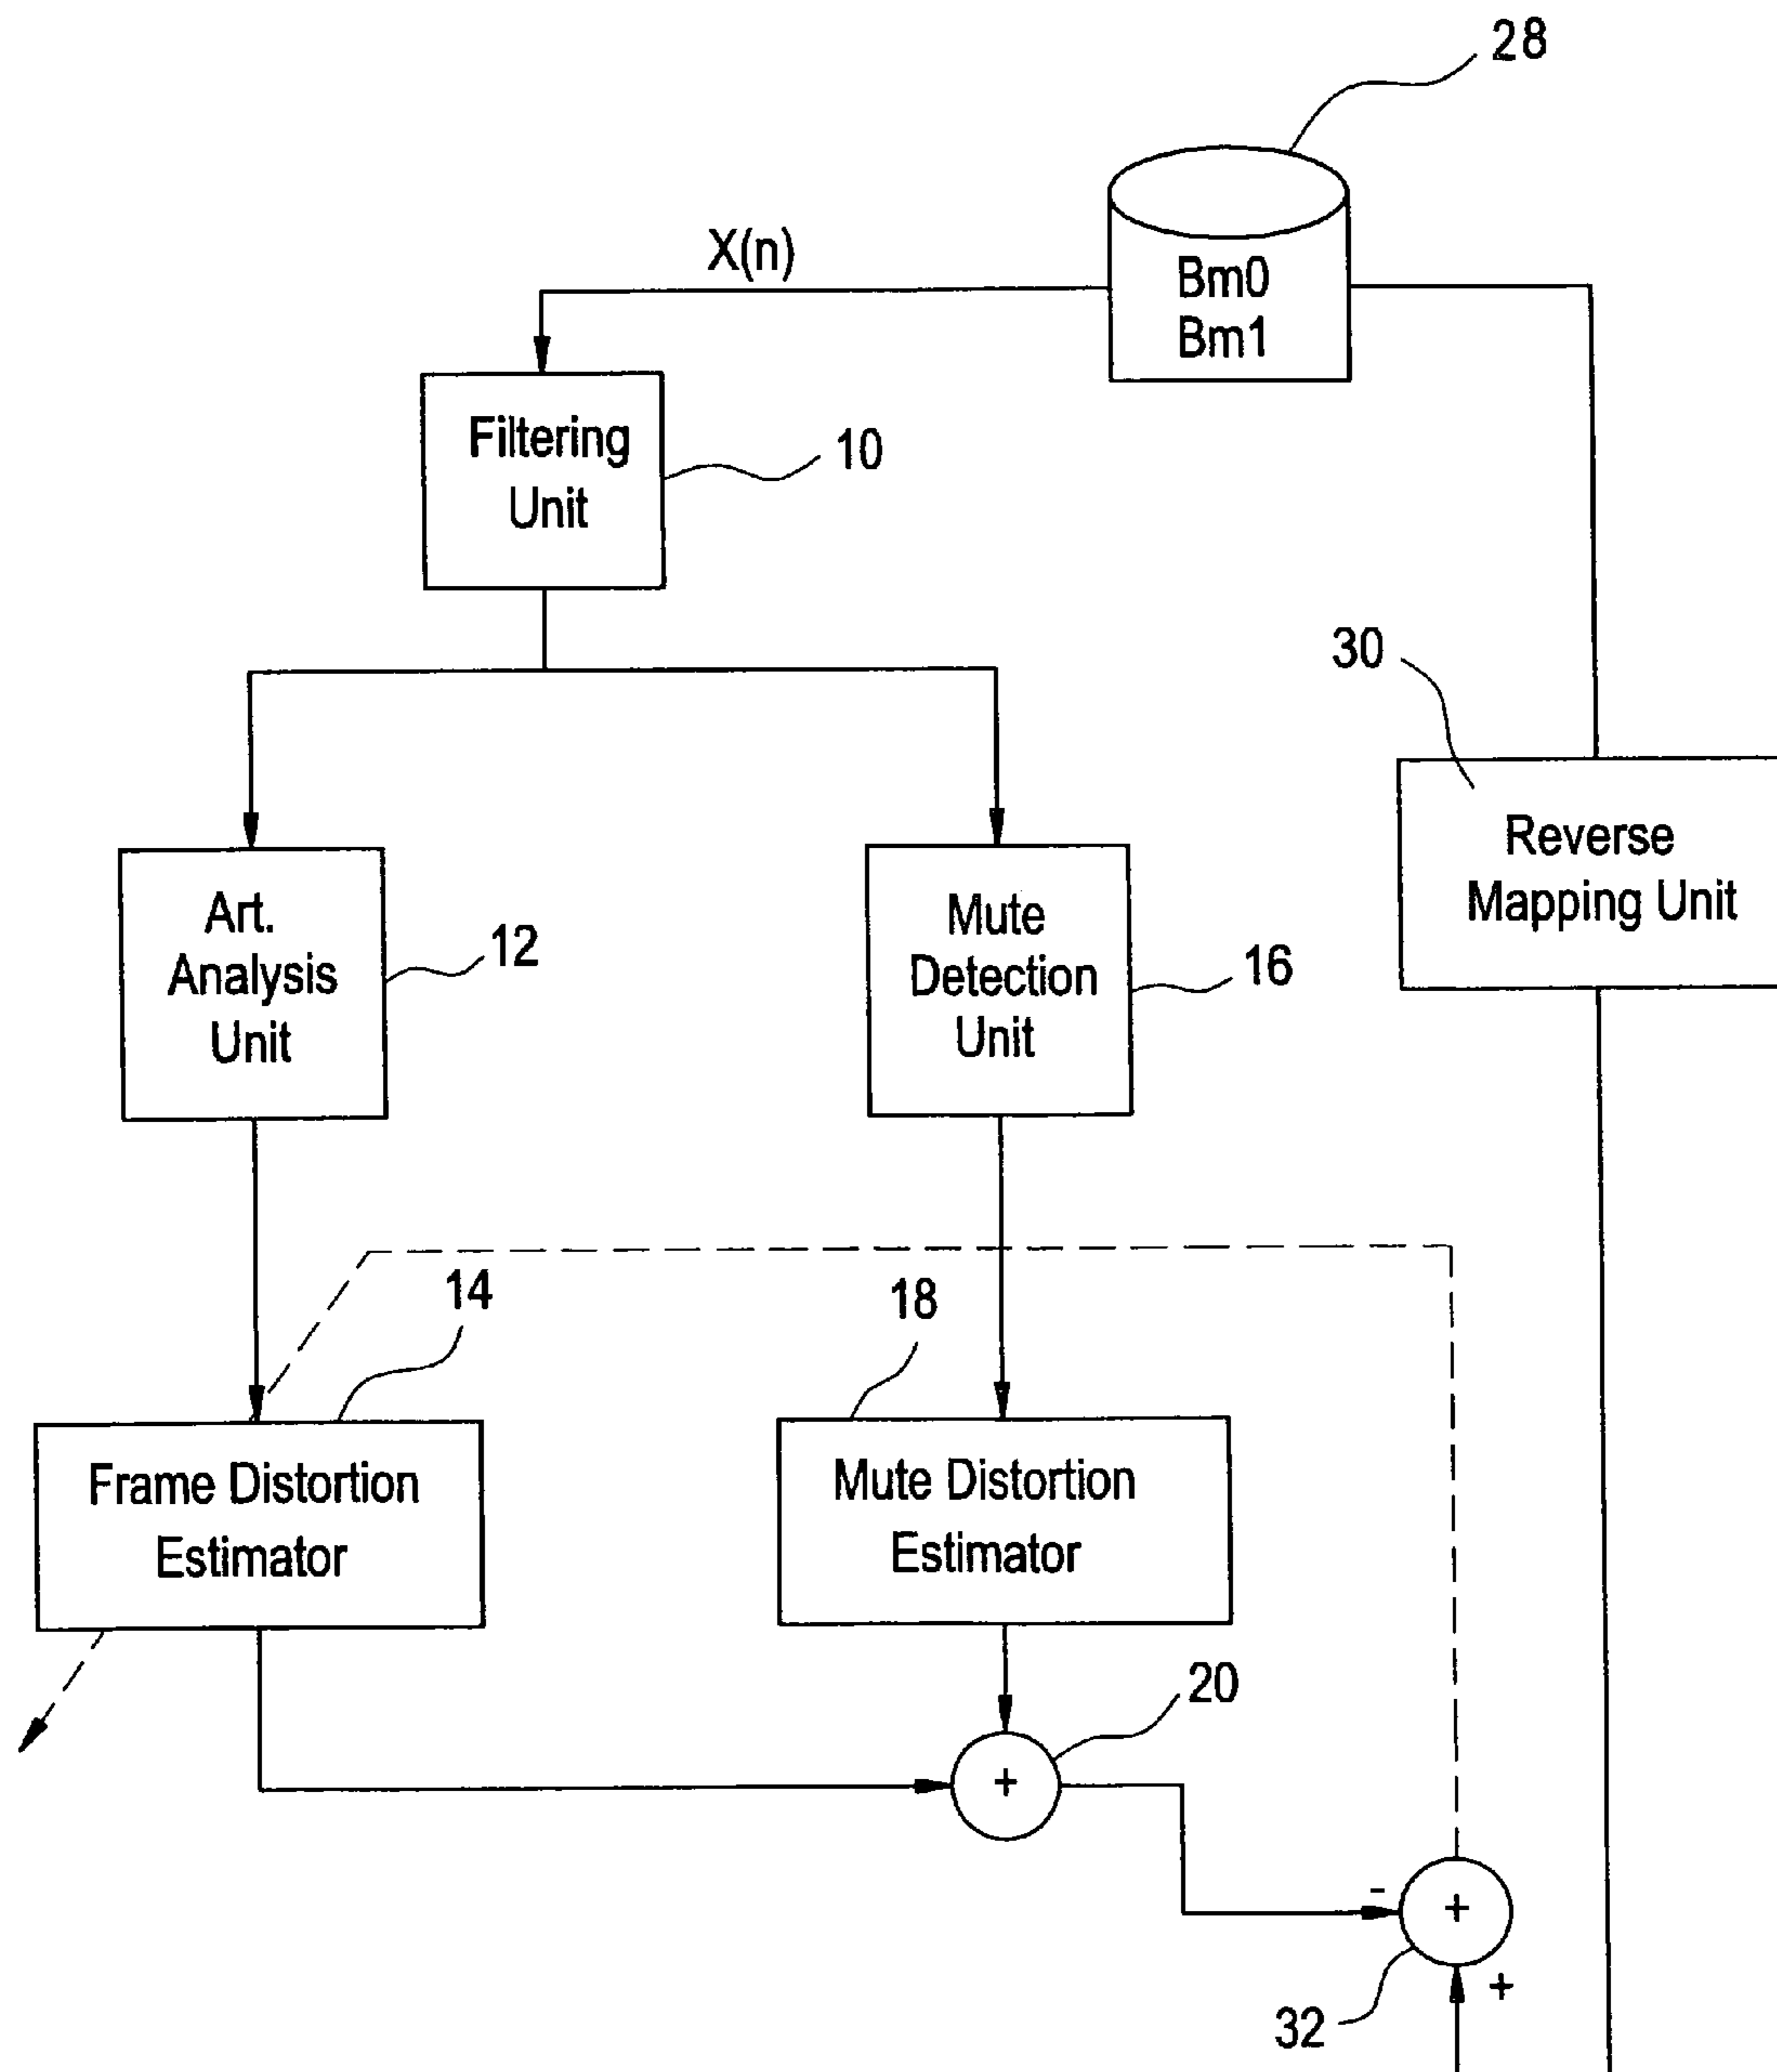 28
X(n)
Bm0
Bm1
Filtering
Unit
10
30
Reverse
Mapping Unit
Art.
Analysis
Unit
12
Mute
Detection
Unit
16
14
18
Frame Distortion
Estimator
Mute Distortion
Estimator
20
+
-
+
+
32